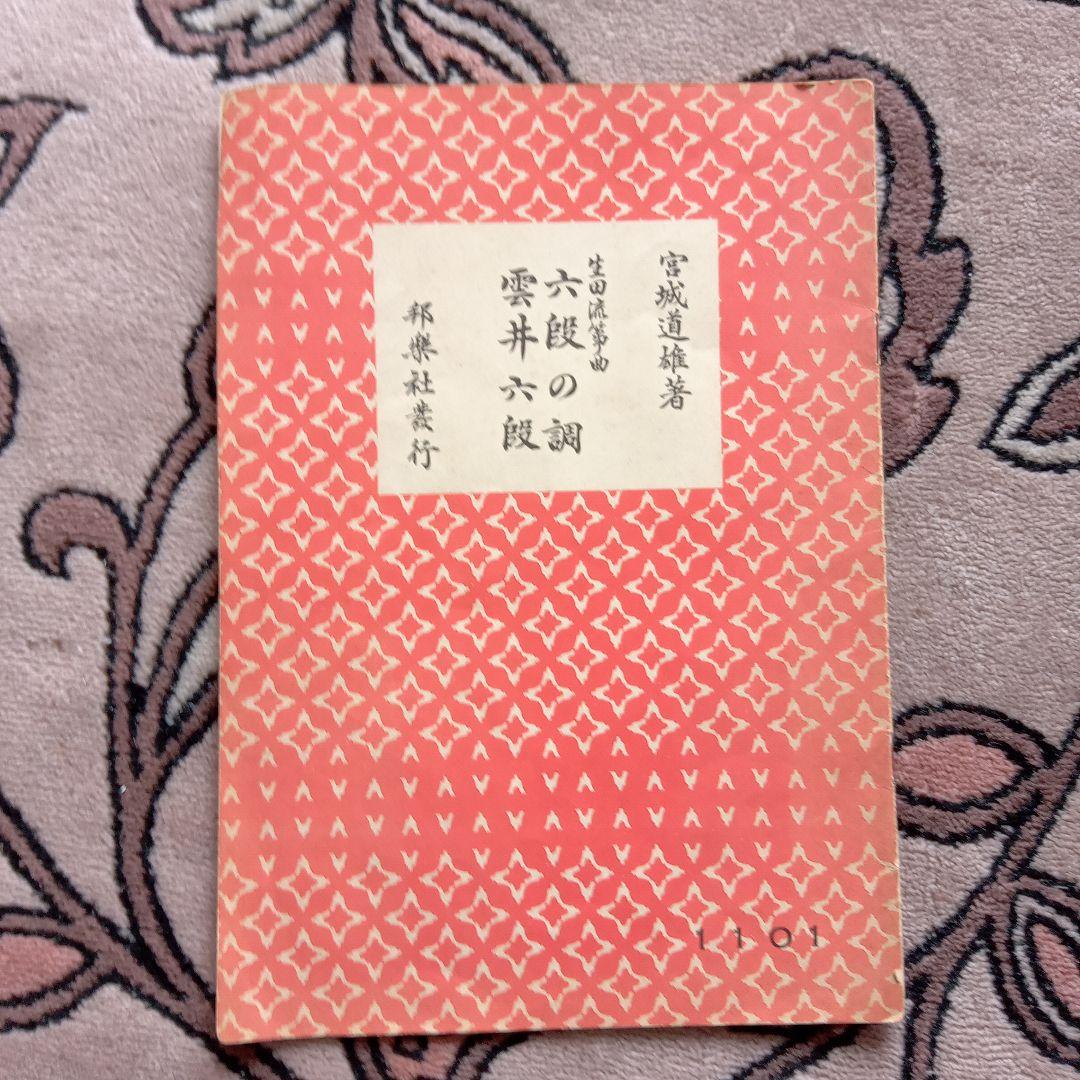 宮城道雄著
生田流箏曲
六段の調
雲井六段
邦樂社發行
1101